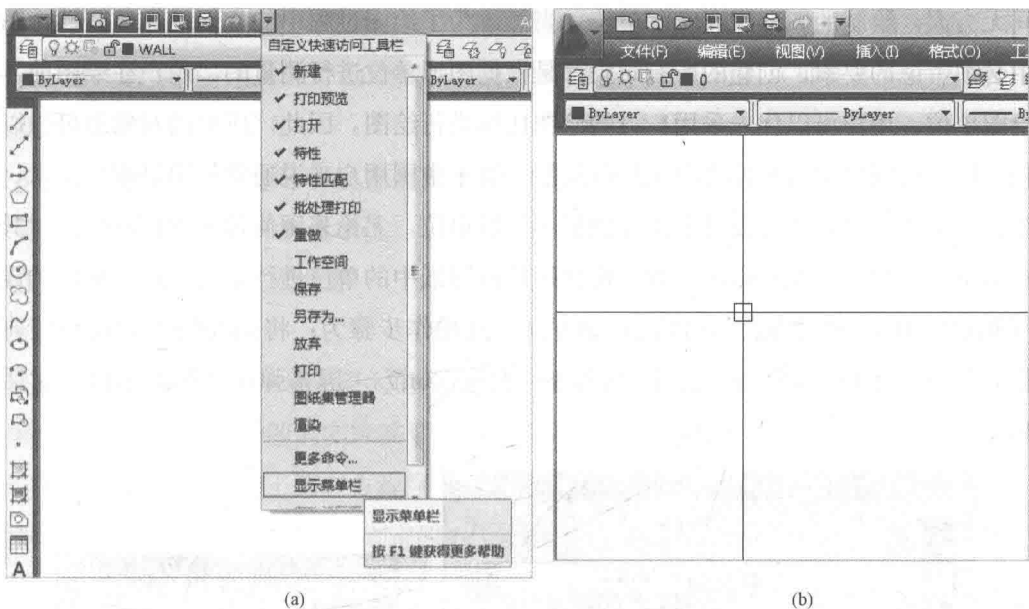 WALL
自定义快速访问工具栏
ByLayer
ByLayer
新建
打印预览
打开
特性
特性匹配
批处理打印
重做
工作空间
保存
另存为...
放弃
打印
图纸集管理器
渲染
更多命令...
显示菜单栏
显示菜单栏
按 F1 键获得更多帮助
A
(a)
文件(F) 编辑(E) 视图(V) 插入(I) 格式(O) 工
0
ByLayer
ByLayer
(b)